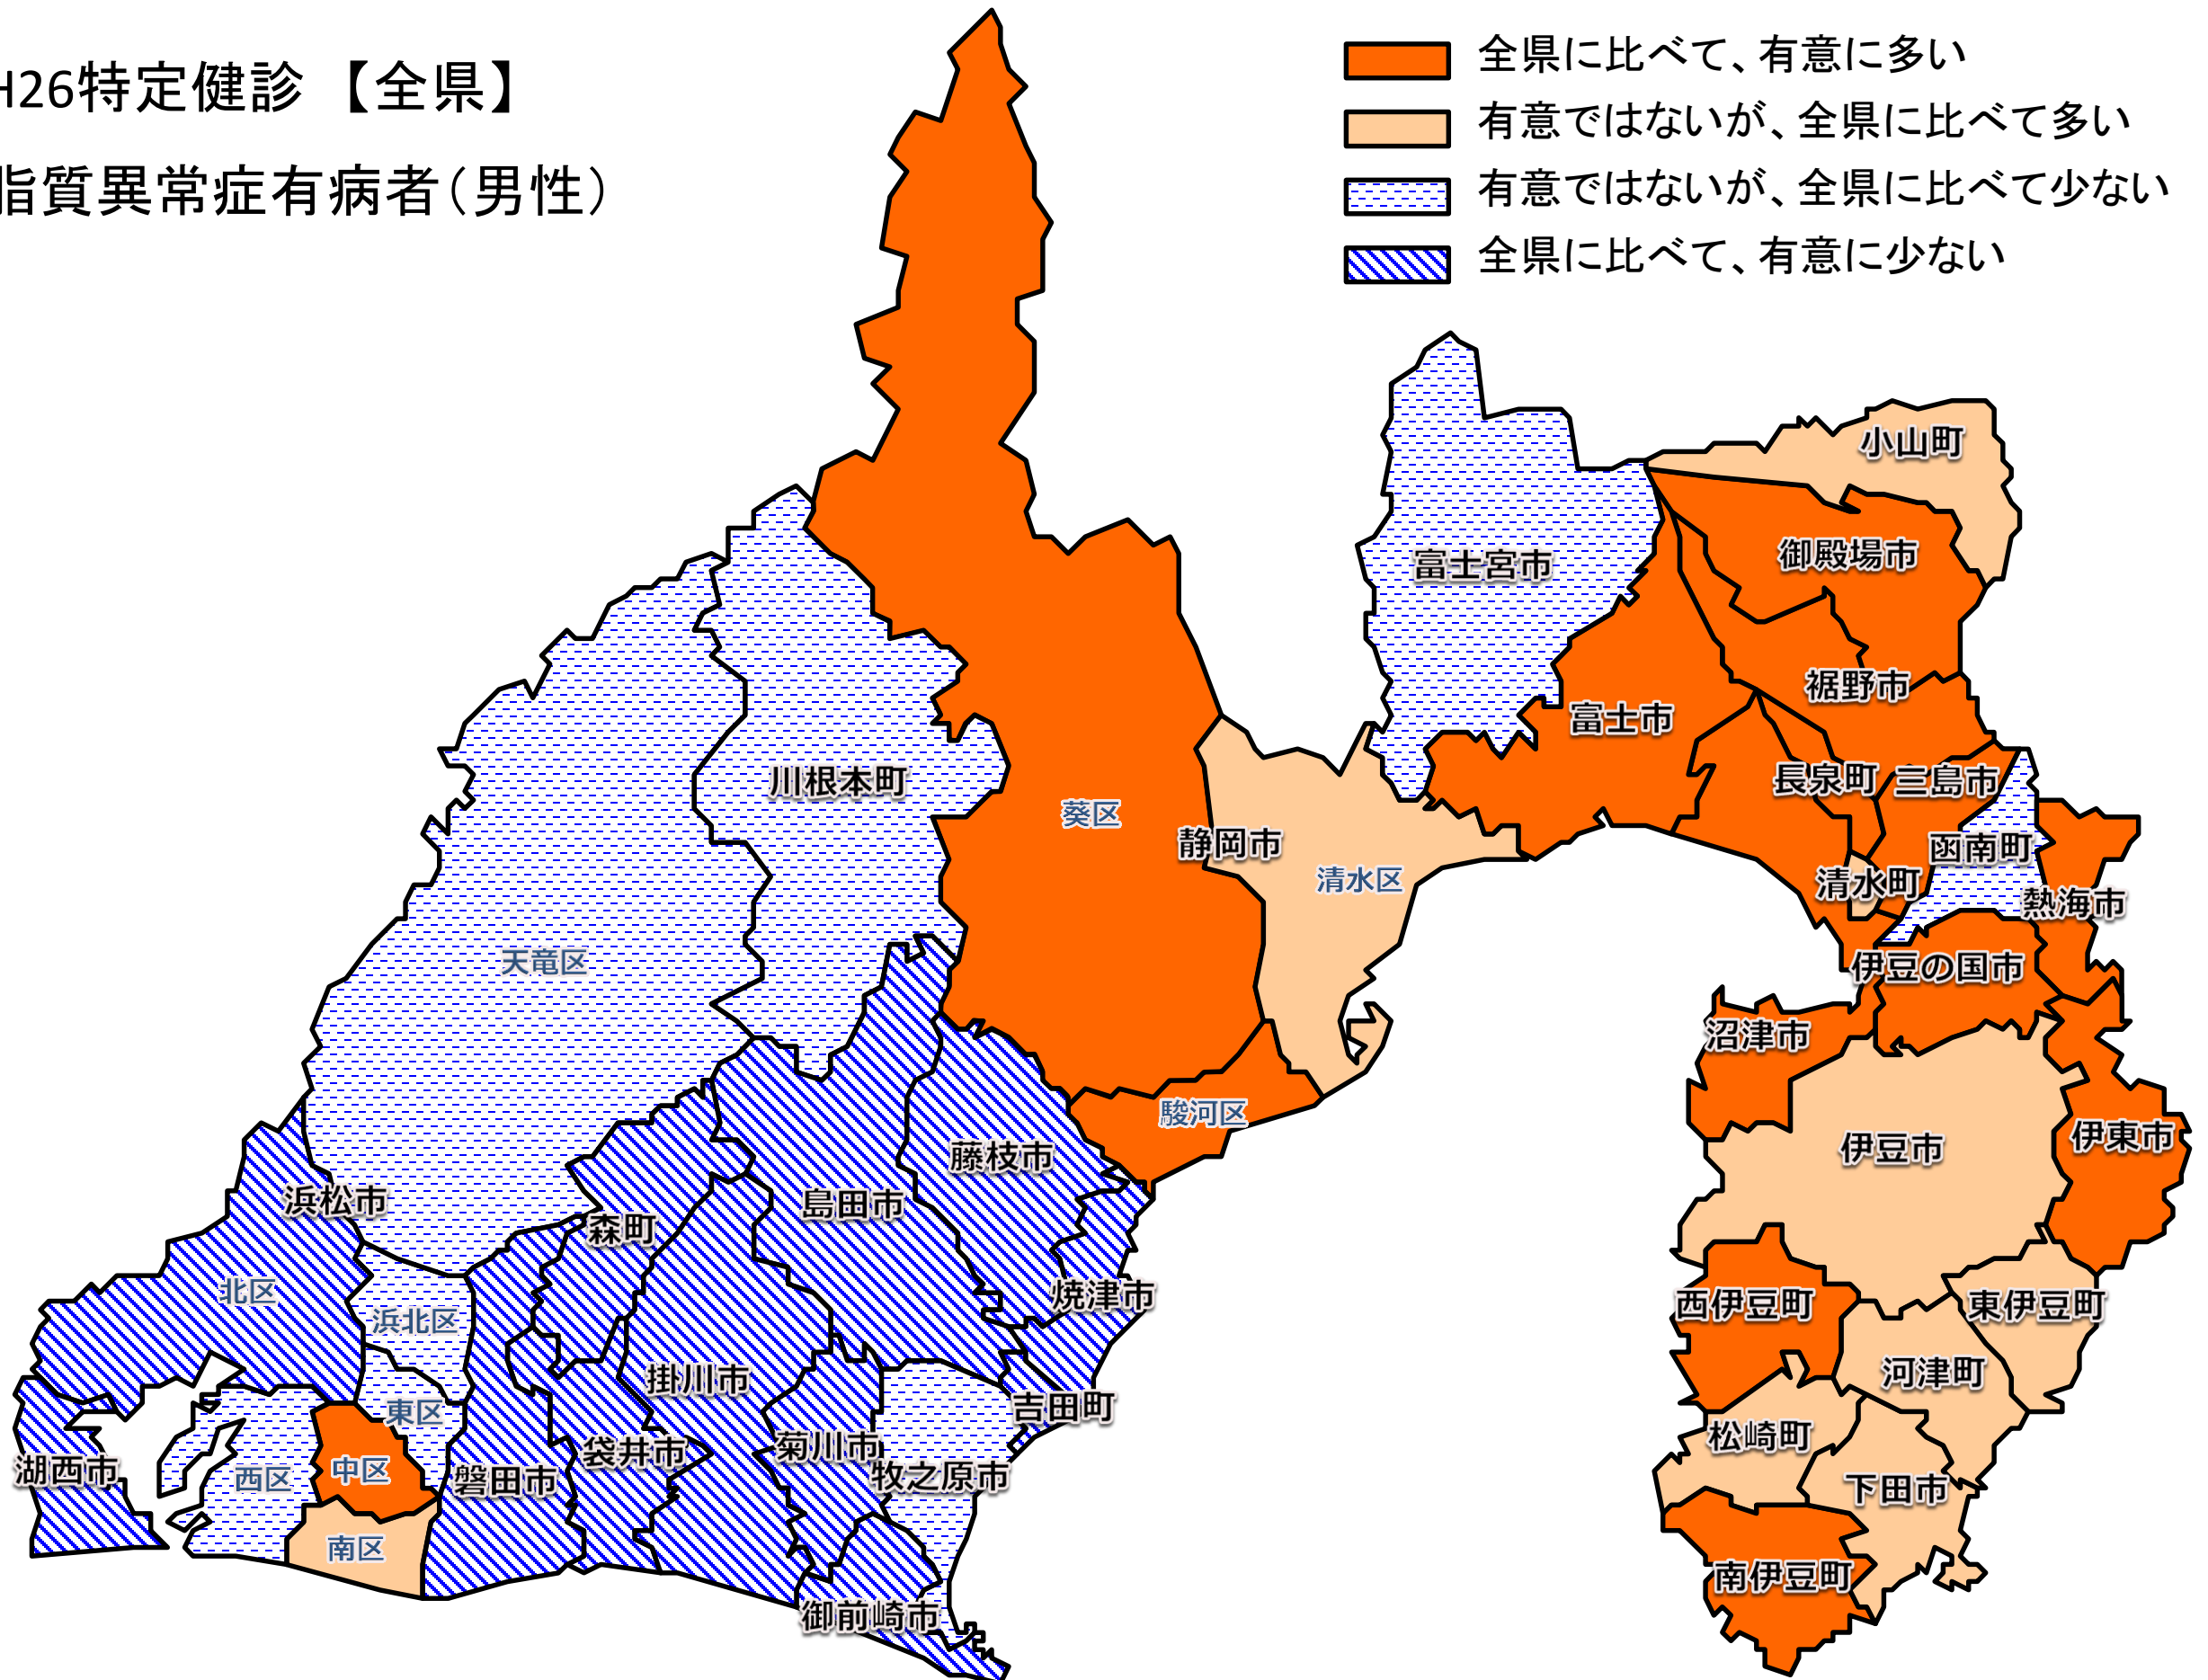 H26特定健診 【全県】
脂質異常症有病者（男性）
全県に比べて、有意に多い
有意ではないが、全県に比べて多い
有意ではないが、全県に比べて少ない
全県に比べて、有意に少ない
小山町
御殿場市
富士宮市
裾野市
富士市
長泉町
三島市
川根本町
葵区
静岡市
函南町
清水区
清水町
熱海市
天竜区
伊豆の国市
沼津市
駿河区
伊東市
伊豆市
藤枝市
浜松市
島田市
森町
北区
焼津市
西伊豆町
東伊豆町
浜北区
掛川市
河津町
吉田町
東区
松崎町
菊川市
袋井市
中区
湖西市
西区
磐田市
牧之原市
下田市
南区
南伊豆町
御前崎市